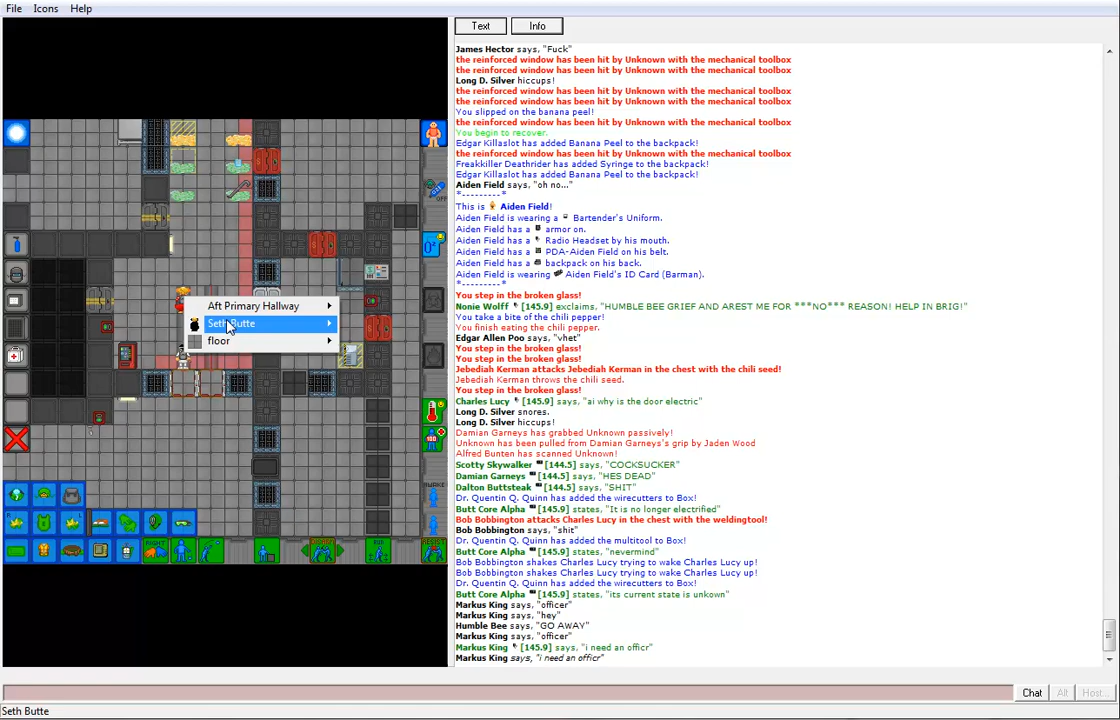 File Icons Help
Text Info
James Hector says, "Fuck"
the reinforced window has been hit by Unknown with the mechanical toolbox
the reinforced window has been hit by Unknown with the mechanical toolbox
Long D. Silver hiccups!
the reinforced window has been hit by Unknown with the mechanical toolbox
the reinforced window has been hit by Unknown with the mechanical toolbox
You slipped on the banana peel!
the reinforced window has been hit by Unknown with the mechanical toolbox
You begin to recover.
Edgar Killaslot has added Banana Peel to the backpack!
the reinforced window has been hit by Unknown with the mechanical toolbox
Freakkiller Deathrider has added Syringe to the backpack!
Edgar Killaslot has added Banana Peel to the backpack!
Aiden Field says, "oh no..."
*---------*
This is Aiden Field!
Aiden Field is wearing a Bartender's Uniform.
Aiden Field has a armor on.
Aiden Field has a Radio Headset by his mouth.
Aiden Field has a PDA-Aiden Field on his belt.
Aiden Field has a backpack on his back.
Aiden Field is wearing Aiden Field's ID Card (Barman).
*---------*
You step in the broken glass!
Nonie Wolff [145.9] exclaims, "HUMBLE BEE GRIEF AND AREST ME FOR ***NO*** REASON! HELP IN BRIG!"
You take a bite of the chili pepper!
You finish eating the chili pepper.
Edgar Allen Poo says, "vhet"
You step in the broken glass!
You step in the broken glass!
Jebediah Kerman attacks Jebediah Kerman in the chest with the chili seed!
Jebediah Kerman throws the chili seed.
You step in the broken glass!
Charles Lucy [145.9] says, "ai why is the door electric"
Long D. Silver snores.
Long D. Silver hiccups!
Damian Garneys has grabbed Unknown passively!
Unknown has been pulled from Damian Garneys's grip by Jaden Wood
Alfred Bunten has scanned Unknown!
Scotty Skywalker [144.5] says, "COCKSUCKER"
Damian Garneys [144.5] says, "HES DEAD"
Dalton Buttsteak [144.5] says, "SHIT"
Dr. Quentin Q. Quinn has added the wirecutters to Box!
Butt Core Alpha [145.9] states, "It is no longer electrified"
Bob Bobbington attacks Charles Lucy in the chest with the weldingtool!
Bob Bobbington says, "shit"
Dr. Quentin Q. Quinn has added the multitool to Box!
Butt Core Alpha [145.9] states, "nevermind"
Bob Bobbington shakes Charles Lucy trying to wake Charles Lucy up!
Bob Bobbington shakes Charles Lucy trying to wake Charles Lucy up!
Dr. Quentin Q. Quinn has added the wirecutters to Box!
Butt Core Alpha [145.9] states, "its current state is unkown"
Markus King says, "officer"
Markus King says, "hey"
Humble Bee says, "GO AWAY"
Markus King says, "officer"
Markus King [145.9] says, "i need an officr"
Markus King says, "i need an officr"
OFF
Aft Primary Hallway
Seth Butte
floor
100
AWAKE
RIGHT
RUN
RESIST
Chat Alt Host...
Seth Butte